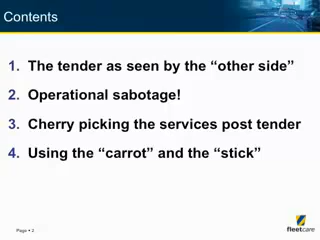 Contents
1. The tender as seen by the “other side”
2. Operational sabotage!
3. Cherry picking the services post tender
4. Using the “carrot” and the “stick”
Page ▪ 2
fleetcare